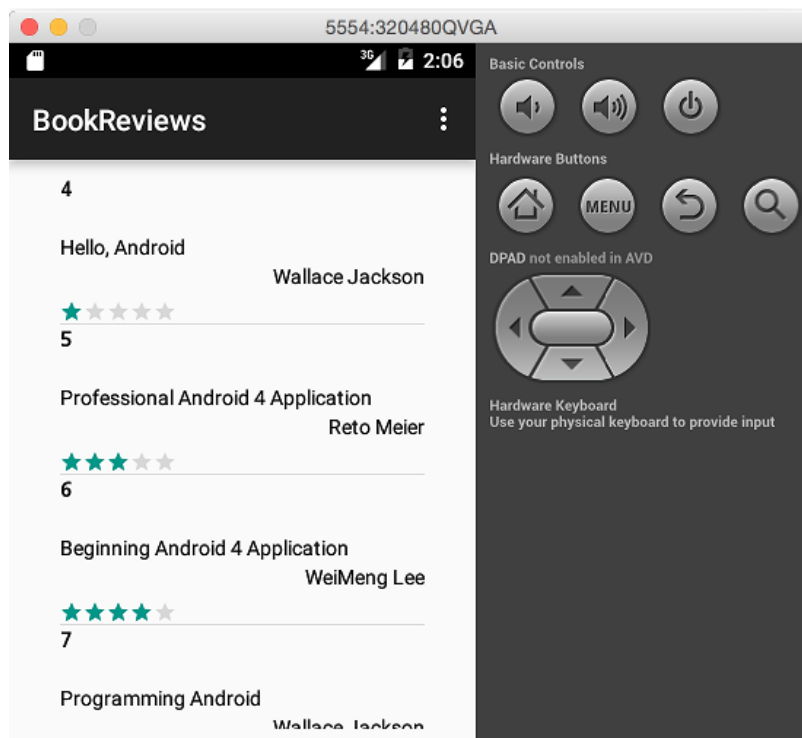 5554:320480QVGA
3G 2:06
BookReviews
4
Hello, Android
Wallace Jackson
5
Professional Android 4 Application
Reto Meier
6
Beginning Android 4 Application
WeiMeng Lee
7
Programming Android
Wallace Jackson
Basic Controls
Hardware Buttons
MENU
DPAD not enabled in AVD
Hardware Keyboard
Use your physical keyboard to provide input